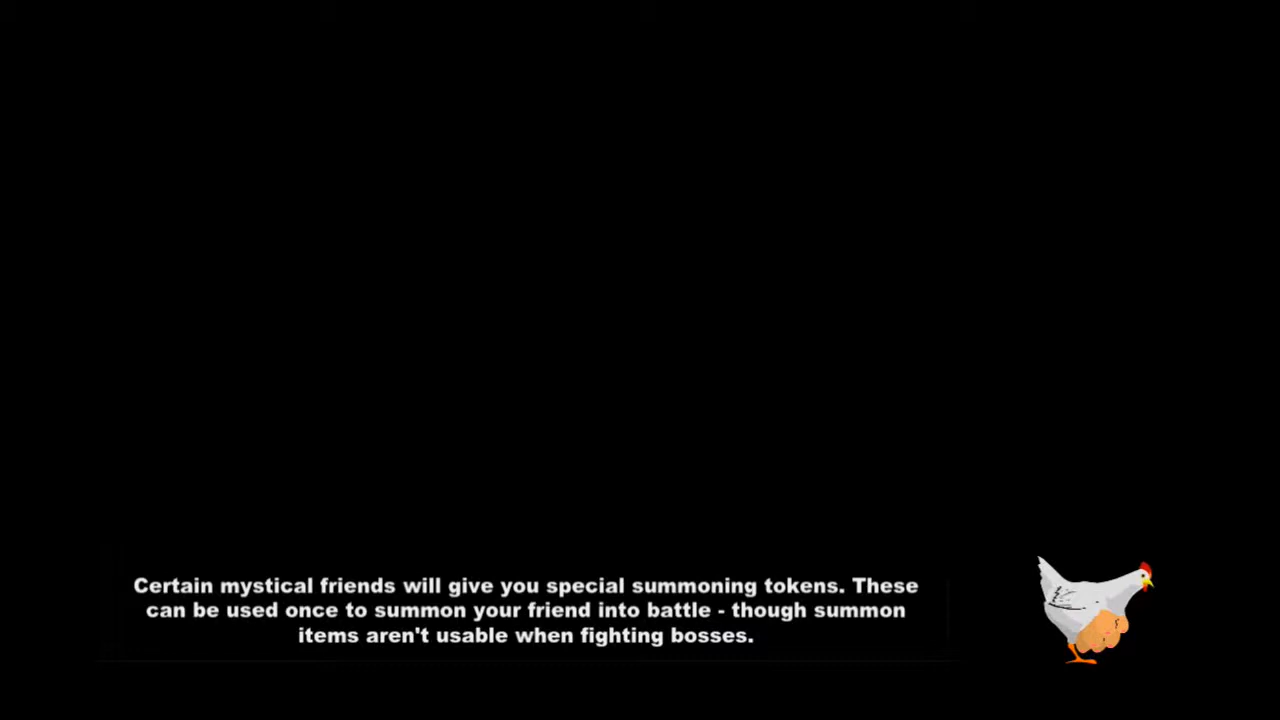 Certain mystical friends will give you special summoning tokens. These
can be used once to summon your friend into battle - though summon
items aren't usable when fighting bosses.